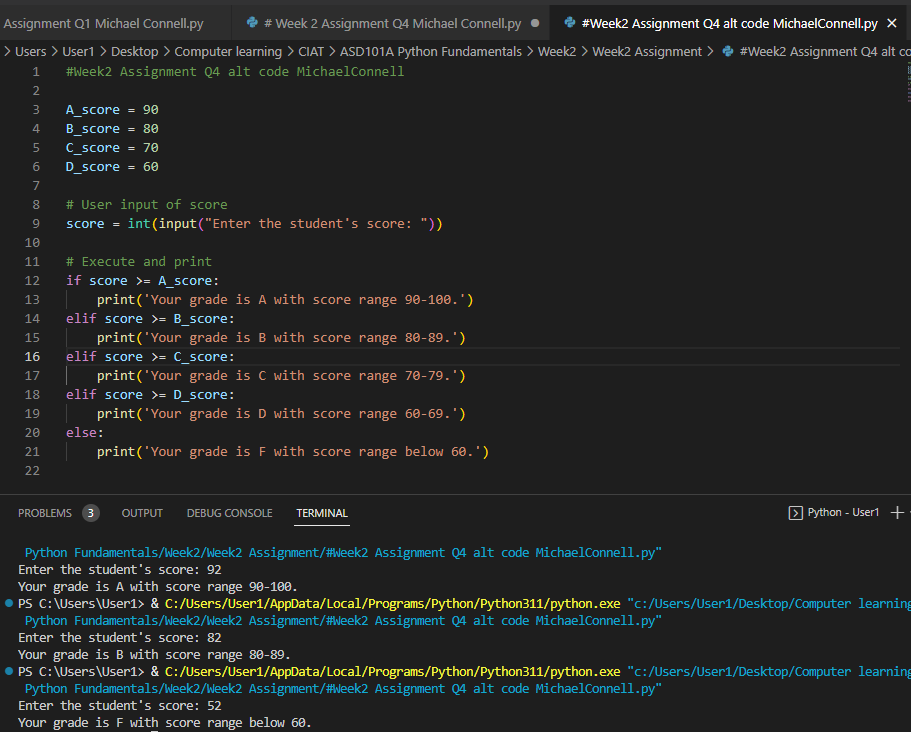 Assignment Q1 Michael Connell.py # Week 2 Assignment Q4 Michael Connell.py #Week2 Assignment Q4 alt code MichaelConnell.py
> Users > User1 > Desktop > Computer learning > CIAT > ASD101A Python Fundamentals > Week2 > Week2 Assignment > #Week2 Assignment Q4 alt cc
1 #Week2 Assignment Q4 alt code MichaelConnell
2
3 A_score = 90
4 B_score = 80
5 C_score = 70
6 D_score = 60
7
8 # User input of score
9 score = int(input("Enter the student's score: "))
10
11 # Execute and print
12 if score >= A_score:
13 print('Your grade is A with score range 90-100.')
14 elif score >= B_score:
15 print('Your grade is B with score range 80-89.')
16 elif score >= C_score:
17 print('Your grade is C with score range 70-79.')
18 elif score >= D_score:
19 print('Your grade is D with score range 60-69.')
20 else:
21 print('Your grade is F with score range below 60.')
22
PROBLEMS 3 OUTPUT DEBUG CONSOLE TERMINAL Python - User1
Python Fundamentals/Week2/Week2 Assignment/#Week2 Assignment Q4 alt code MichaelConnell.py"
Enter the student's score: 92
Your grade is A with score range 90-100.
PS C:\Users\User1> & C:/Users/User1/AppData/Local/Programs/Python/Python311/python.exe "c:/Users/User1/Desktop/Computer learning
Python Fundamentals/Week2/Week2 Assignment/#Week2 Assignment Q4 alt code MichaelConnell.py"
Enter the student's score: 82
Your grade is B with score range 80-89.
PS C:\Users\User1> & C:/Users/User1/AppData/Local/Programs/Python/Python311/python.exe "c:/Users/User1/Desktop/Computer learning
Python Fundamentals/Week2/Week2 Assignment/#Week2 Assignment Q4 alt code MichaelConnell.py"
Enter the student's score: 52
Your grade is F with score range below 60.